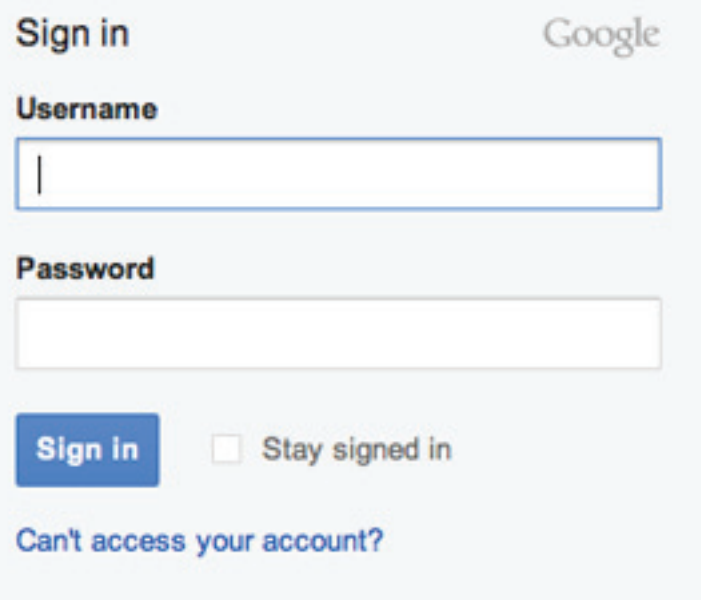 Sign in Google
Username
Password
Sign in Stay signed in
Can't access your account?